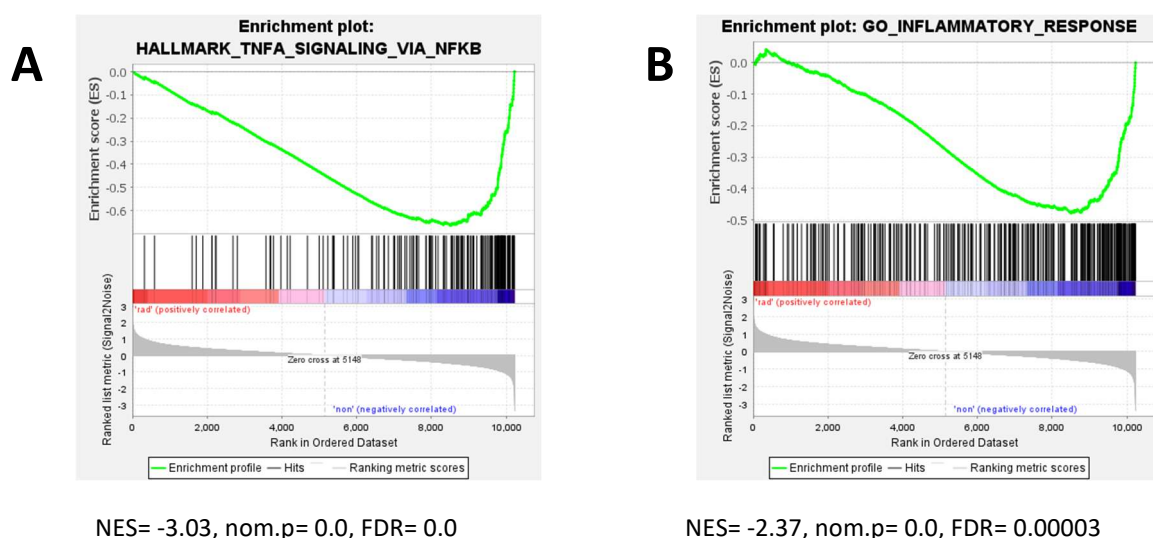 A
Enrichment plot:
HALLMARK_TNFA_SIGNALING_VIA_NFKB
Enrichment score (ES)
0.0
-0.1
-0.2
-0.3
-0.4
-0.5
-0.6
'rad' (positively correlated)
Ranked list metric (Signal2Noise)
3
2
1
0
-1
-2
-3
Zero cross at 5148
'non' (negatively correlated)
0 2,000 4,000 6,000 8,000 10,000
Rank in Ordered Dataset
Enrichment profile Hits Ranking metric scores
NES= -3.03, nom.p= 0.0, FDR= 0.0
B
Enrichment plot: GO_INFLAMMATORY_RESPONSE
Enrichment score (ES)
0.0
-0.1
-0.2
-0.3
-0.4
-0.5
'rad' (positively correlated)
Ranked list metric (Signal2Noise)
3
2
1
0
-1
-2
-3
Zero cross at 5148
'non' (negatively correlated)
0 2,000 4,000 6,000 8,000 10,000
Rank in Ordered Dataset
Enrichment profile Hits Ranking metric scores
NES= -2.37, nom.p= 0.0, FDR= 0.00003